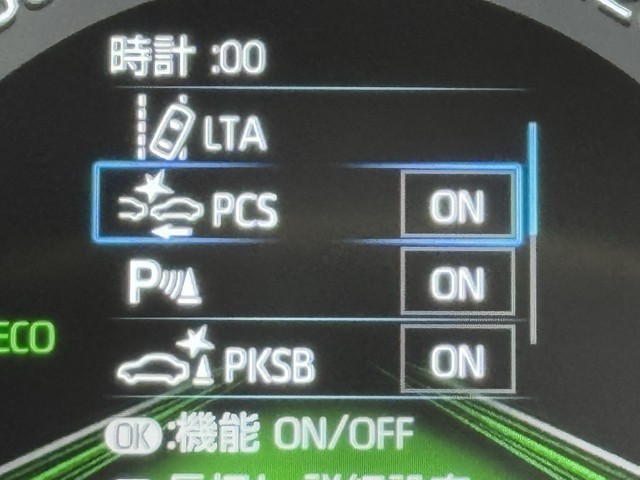 時計 :00
LTA
PCS ON
P ON
PKSB ON
ECO
OK:機能 ON/OFF